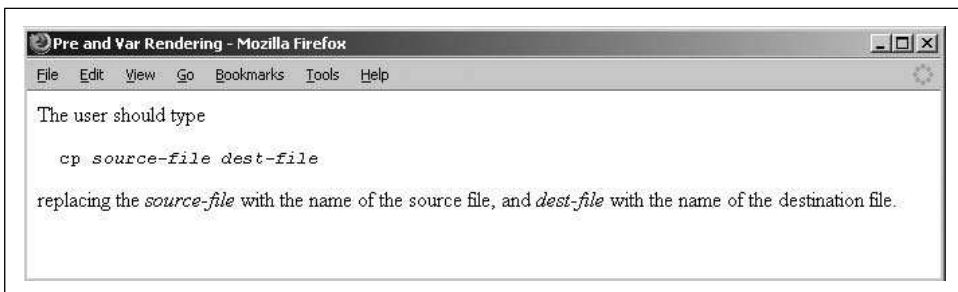 Pre and Var Rendering - Mozilla Firefox
File Edit View Go Bookmarks Tools Help
The user should type
cp source-file dest-file
replacing the source-file with the name of the source file, and dest-file with the name of the destination file.